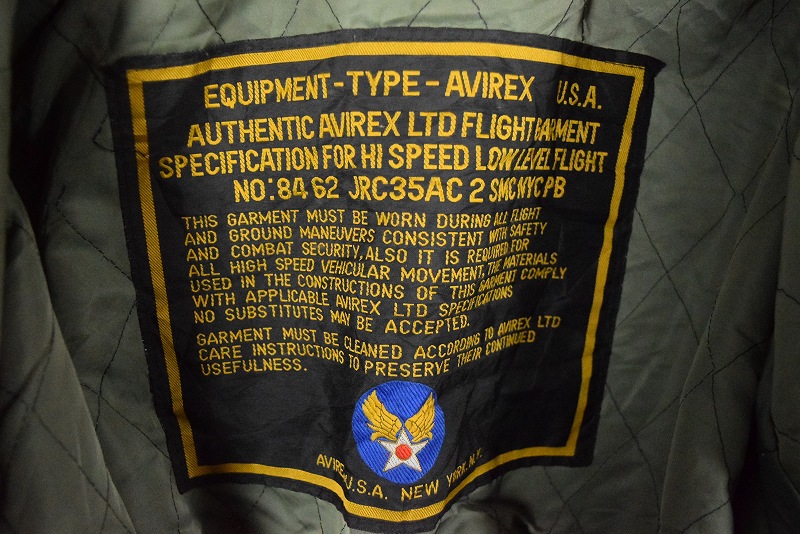 EQUIPMENT-TYPE-AVIREX U.S.A.
AUTHENTIC AVIREX LTD FLIGHT GARMENT
SPECIFICATION FOR HI SPEED LOW LEVEL FLIGHT
NO:8462 JRC35AC 2 SMCNYCPB
THIS GARMENT MUST BE WORN DURING ALL FLIGHT
AND GROUND MANEUVERS CONSISTENT WITH SAFETY
AND COMBAT SECURITY, ALSO IT IS REQUIRED FOR
ALL HIGH SPEED VEHICULAR MOVEMENT, THE MATERIALS
USED IN THE CONSTRUCTIONS OF THIS GARMENT COMPLY
WITH APPLICABLE AVIREX LTD SPECIFICATIONS
NO SUBSTITUTES MAY BE ACCEPTED.
GARMENT MUST BE CLEANED ACCORDING TO AVIREX LTD
CARE INSTRUCTIONS TO PRESERVE THEIR CONTINUED
USEFULNESS.
AVIREX U.S.A. NEW YORK, N.Y.